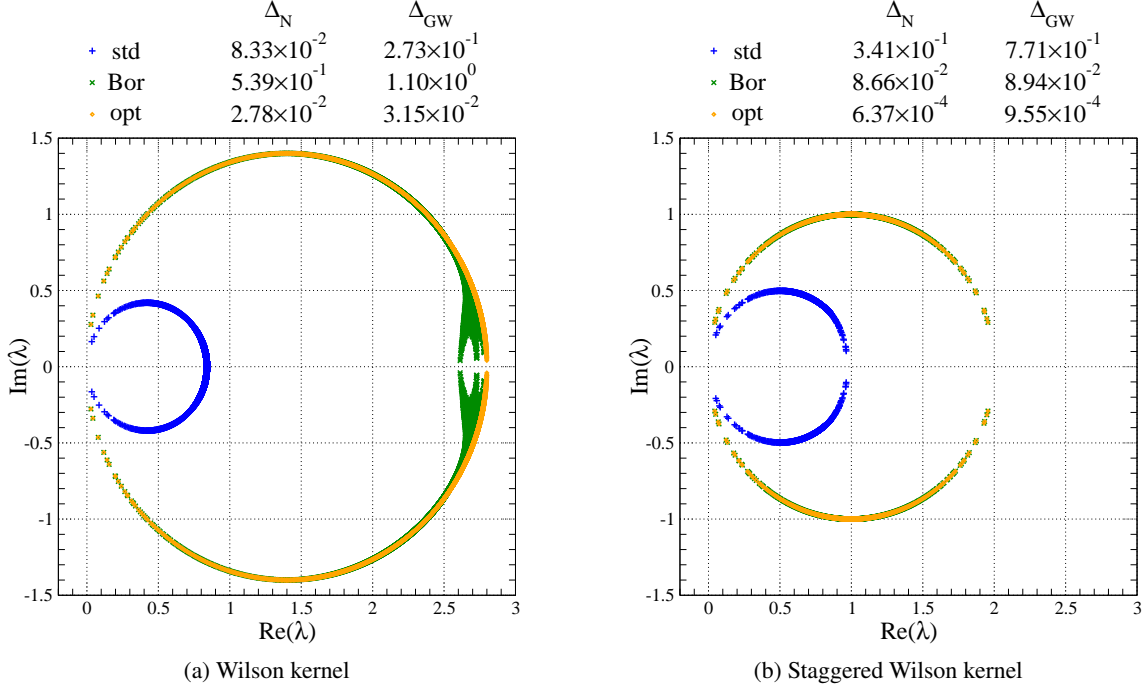 Δ_N Δ_GW
std 8.33×10⁻² 2.73×10⁻¹
Bor 5.39×10⁻¹ 1.10×10⁰
opt 2.78×10⁻² 3.15×10⁻²
1.5
1
0.5
0
-0.5
-1
-1.5
Im(λ)
0 0.5 1 1.5 2 2.5 3
Re(λ)
(a) Wilson kernel
Δ_N Δ_GW
std 3.41×10⁻¹ 7.71×10⁻¹
Bor 8.66×10⁻² 8.94×10⁻²
opt 6.37×10⁻⁴ 9.55×10⁻⁴
1.5
1
0.5
0
-0.5
-1
-1.5
Im(λ)
0 0.5 1 1.5 2 2.5 3
Re(λ)
(b) Staggered Wilson kernel